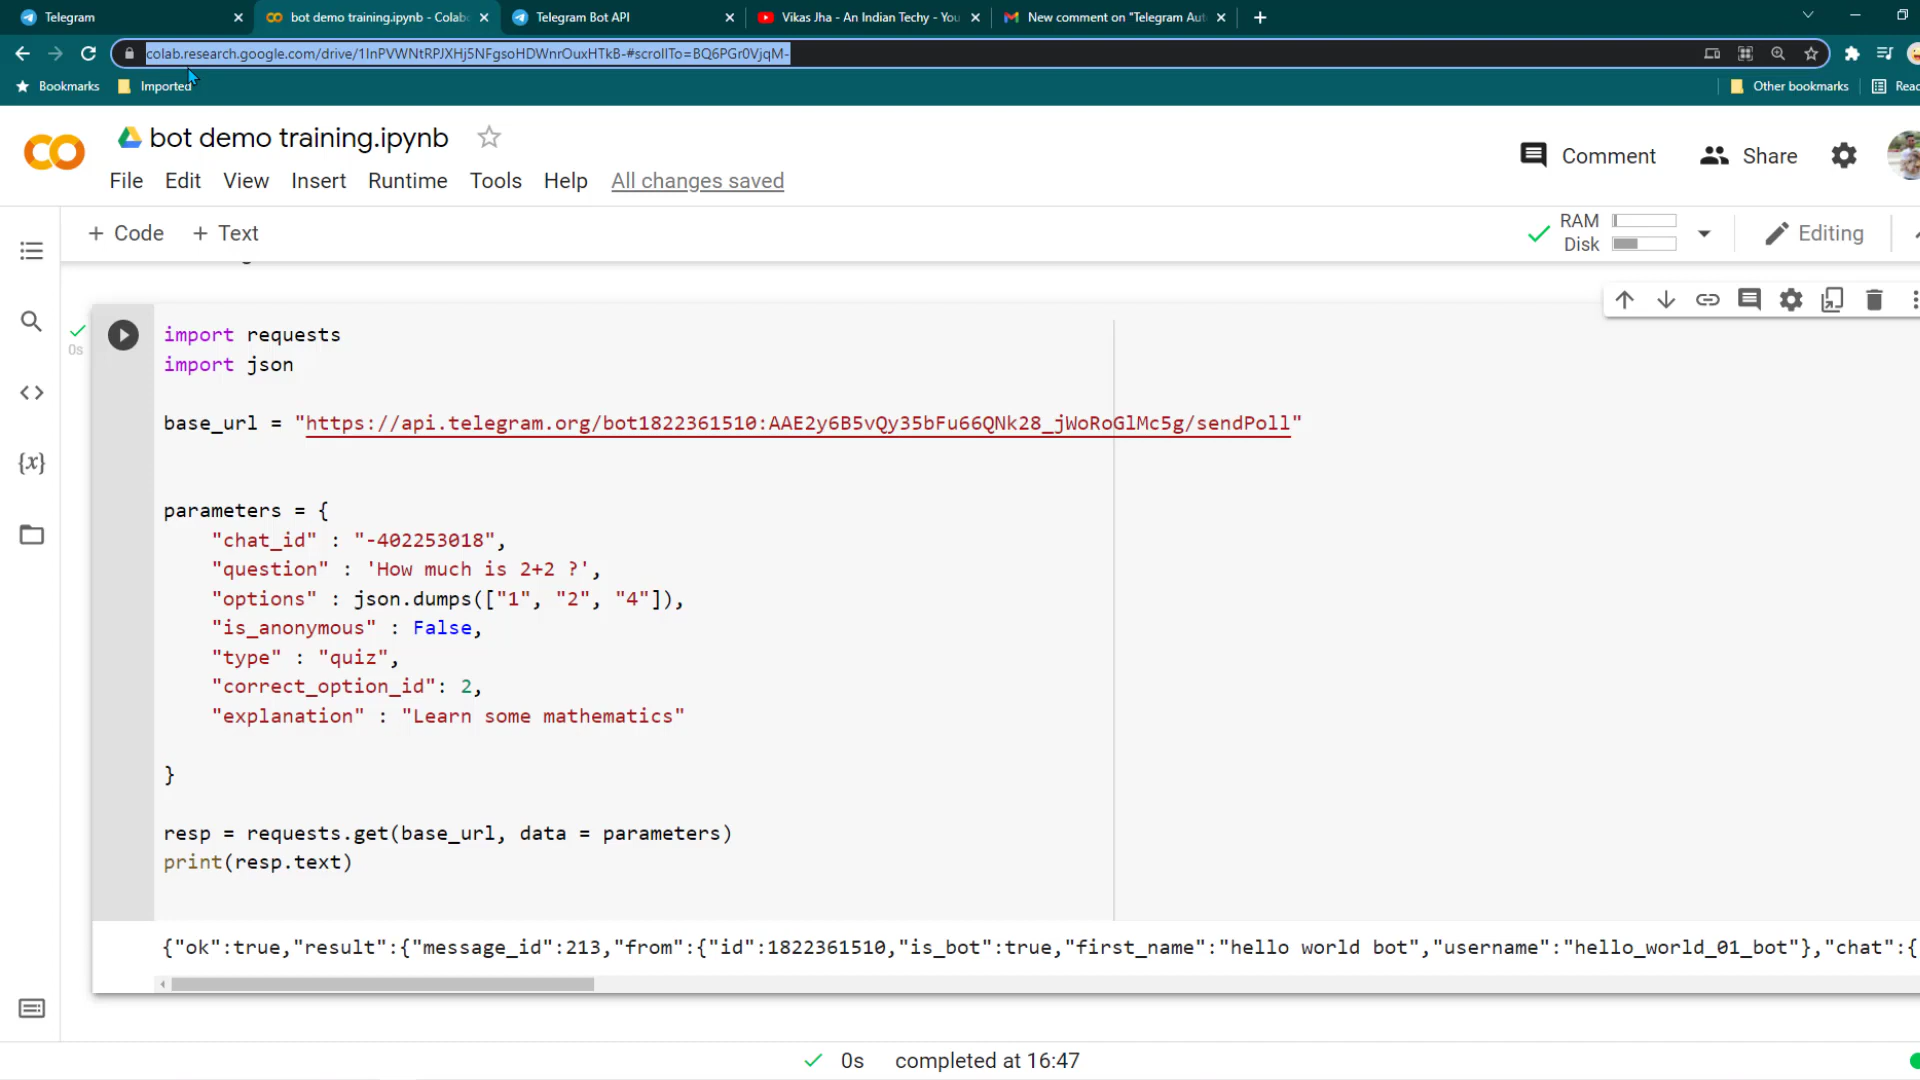 Telegram
bot demo training.ipynb - Colab
Telegram Bot API
Vikas Jha - An Indian Techy - You
New comment on "Telegram Aut
colab.research.google.com/drive/1InPVWNtRPJXHj5NFgsoHDWnrOuxHTkB-#scrollTo=BQ6PGr0VjqM-
Bookmarks
Imported
Other bookmarks
Reac
bot demo training.ipynb
Comment
Share
File Edit View Insert Runtime Tools Help All changes saved
+ Code + Text
RAM
Disk
Editing
0s
import requests
import json
base_url = "https://api.telegram.org/bot1822361510:AAE2y6B5vQy35bFu66QNk28_jWoRoGlMc5g/sendPoll"
parameters = {
"chat_id" : "-402253018",
"question" : 'How much is 2+2 ?',
"options" : json.dumps(["1", "2", "4"]),
"is_anonymous" : False,
"type" : "quiz",
"correct_option_id": 2,
"explanation" : "Learn some mathematics"
}
resp = requests.get(base_url, data = parameters)
print(resp.text)
{"ok":true,"result":{"message_id":213,"from":{"id":1822361510,"is_bot":true,"first_name":"hello world bot","username":"hello_world_01_bot"},"chat":{
0s completed at 16:47